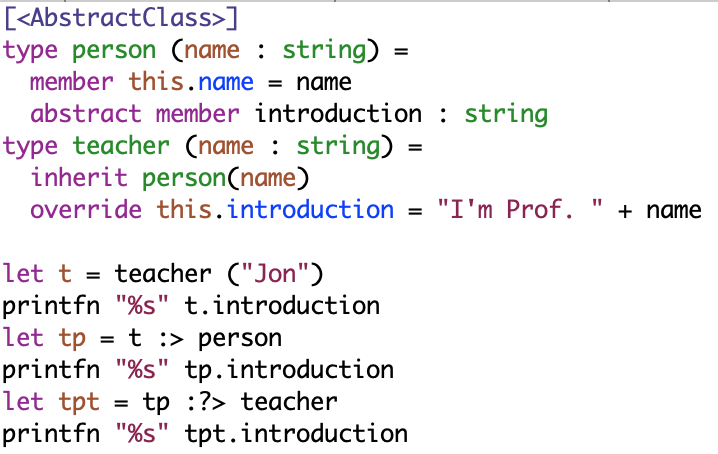 [<AbstractClass>]
type person (name : string) =
  member this.name = name
  abstract member introduction : string
type teacher (name : string) =
  inherit person(name)
  override this.introduction = "I'm Prof. " + name

let t = teacher ("Jon")
printfn "%s" t.introduction
let tp = t :> person
printfn "%s" tp.introduction
let tpt = tp :?> teacher
printfn "%s" tpt.introduction